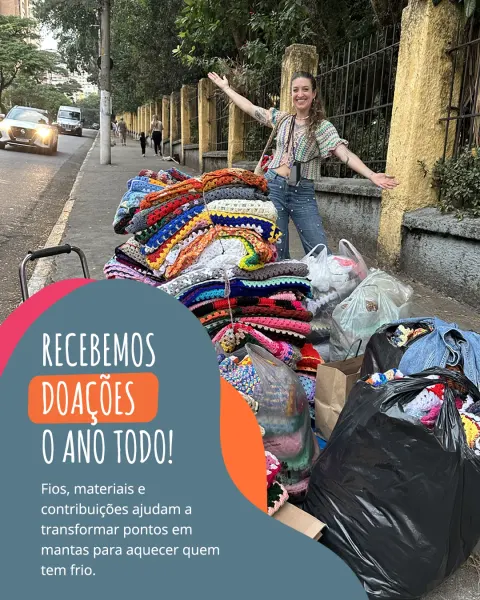 RECEBEMOS
DOAÇÕES
O ANO TODO!
Fios, materiais e
contribuições ajudam a
transformar pontos em
mantas para aquecer quem
tem frio.